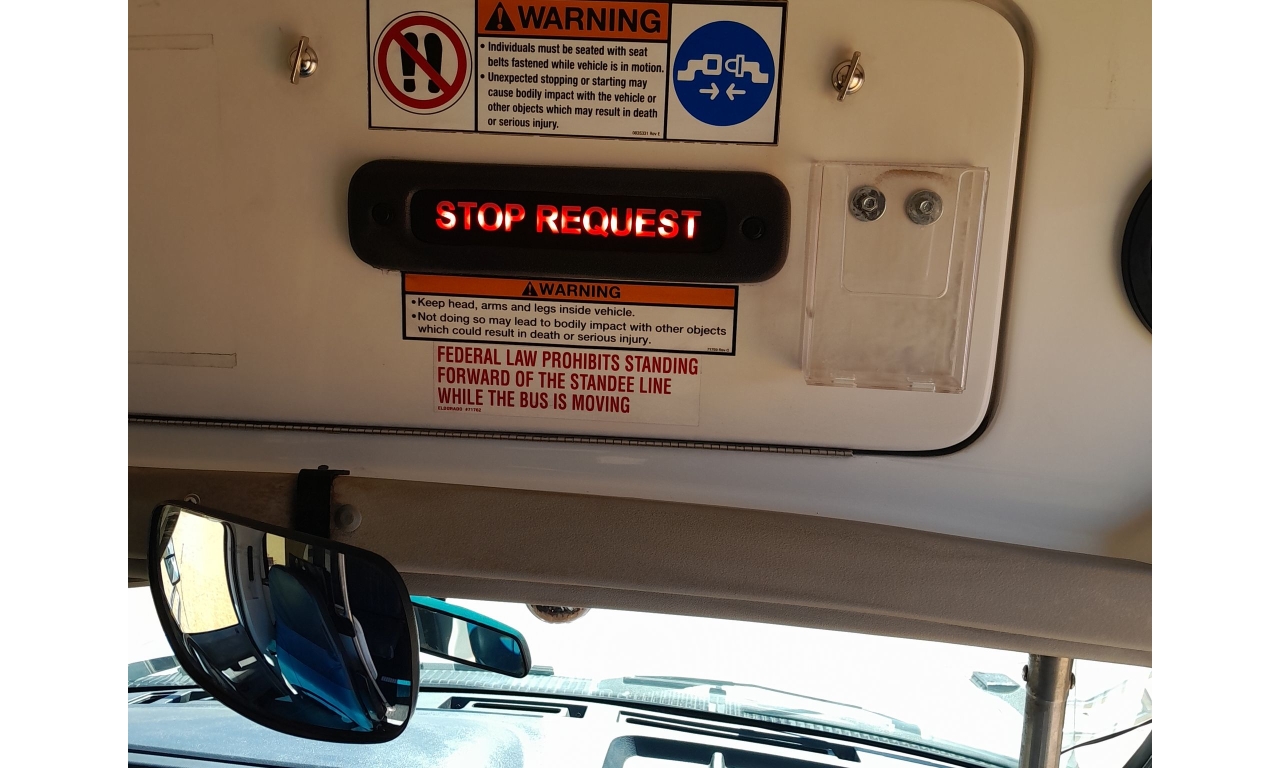 WARNING
• Individuals must be seated with seat
belts fastened while vehicle is in motion.
• Unexpected stopping or starting may
cause bodily impact with the vehicle or
other objects which may result in death
or serious injury.
STOP REQUEST
WARNING
• Keep head, arms and legs inside vehicle.
• Not doing so may lead to bodily impact with other objects
which could result in death or serious injury.
FEDERAL LAW PROHIBITS STANDING
FORWARD OF THE STANDEE LINE
WHILE THE BUS IS MOVING
ELDORADO #71762